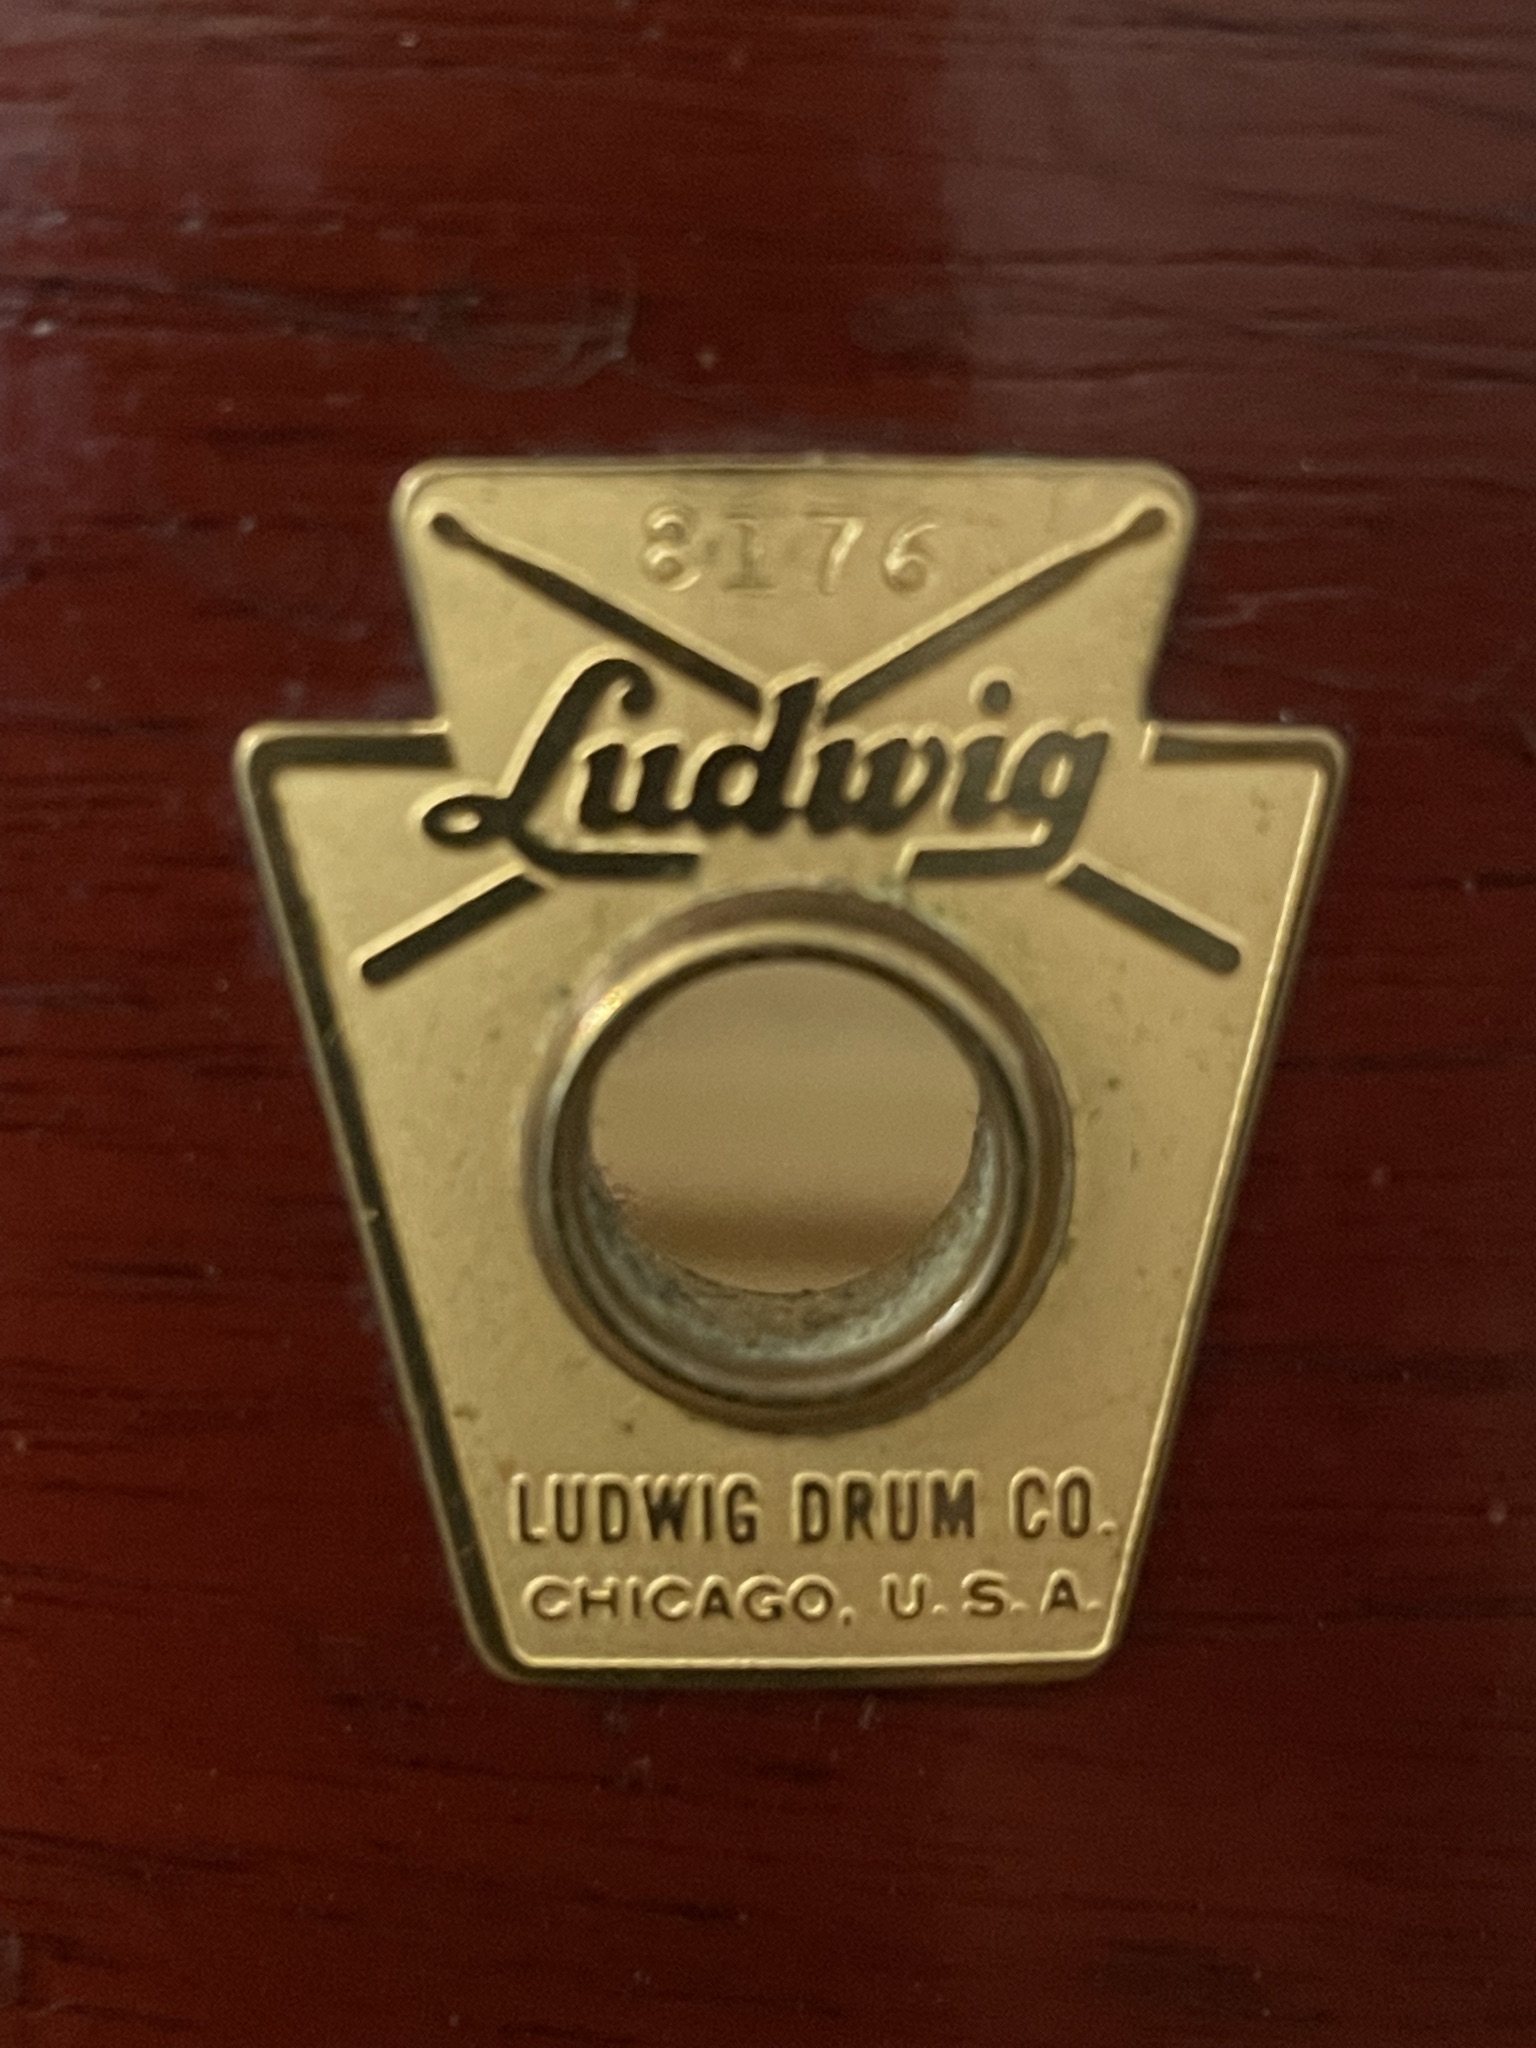 8176
Ludwig
LUDWIG DRUM CO.
CHICAGO, U.S.A.